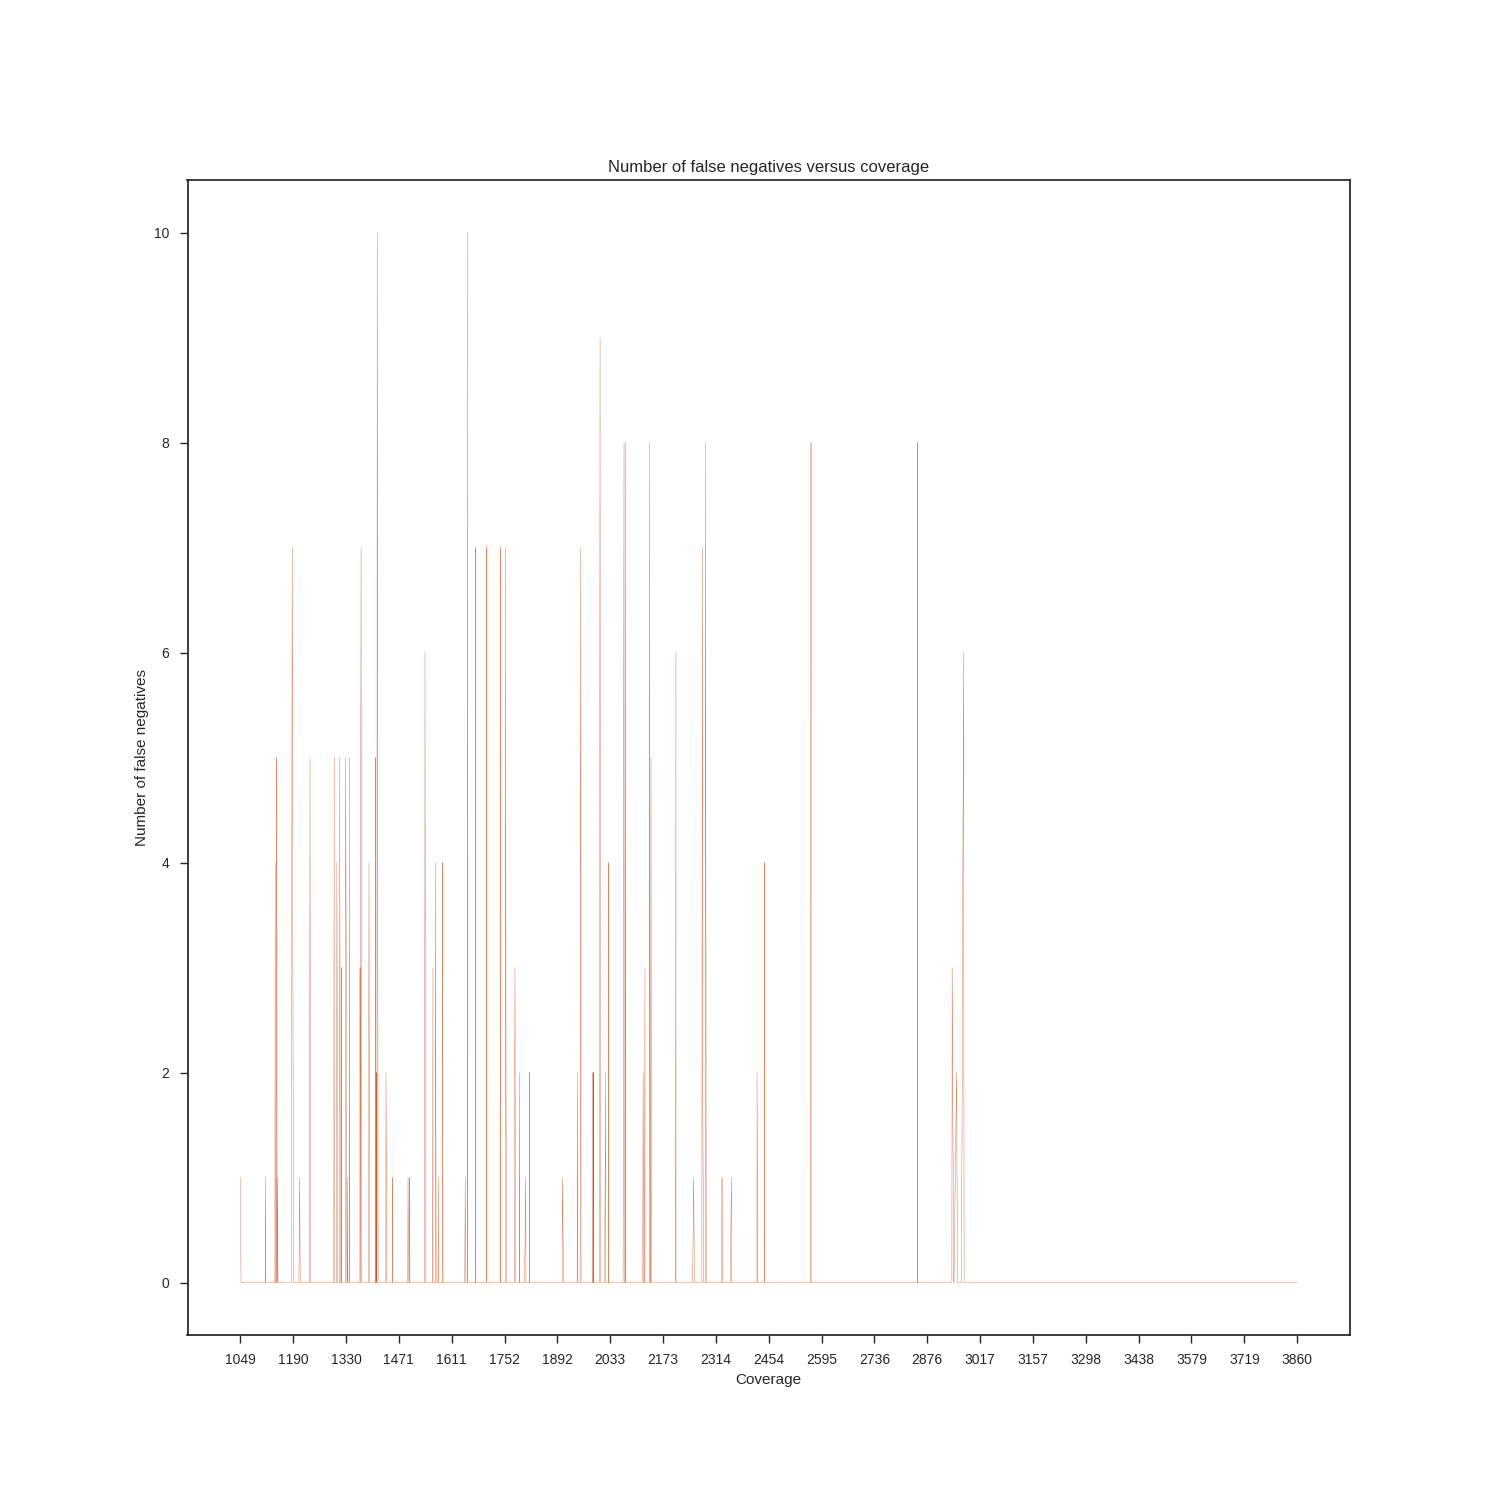 Number of false negatives versus coverage
10
8
6
4
2
0
Number of false negatives
1049 1190 1330 1471 1611 1752 1892 2033 2173 2314 2454 2595 2736 2876 3017 3157 3298 3438 3579 3719 3860
Coverage